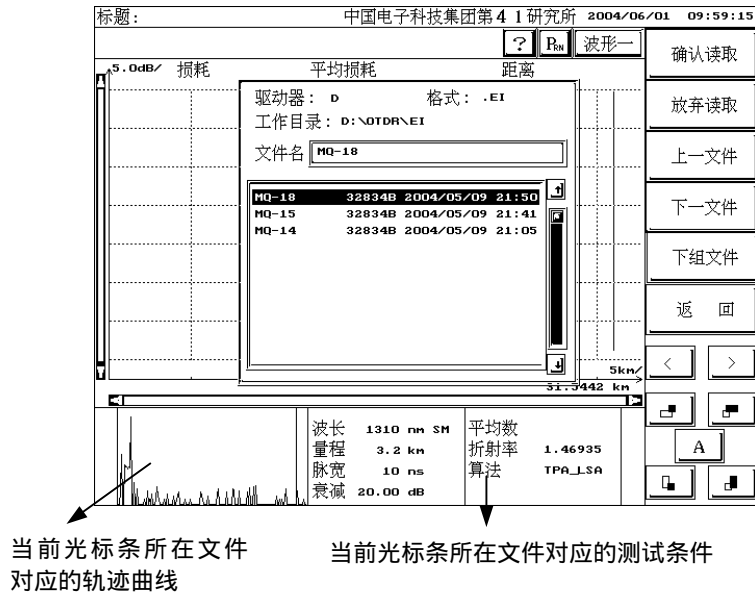 标题: 中国电子科技集团第41研究所 2004/06/01 09:59:15
? PRN 波形一
5.0dB/ 损耗 平均损耗 距离
驱动器: D 格式: .EI
工作目录: D:\OTDR\EI
文件名 MQ-18
MQ-18 32834B 2004/05/09 21:50
MQ-15 32834B 2004/05/09 21:41
MQ-14 32834B 2004/05/09 21:05
5km/
31.5442 km
确认读取
放弃读取
上一文件
下一文件
下组文件
返 回
< >
A
波长 1310 nm SM 平均数
量程 3.2 km 折射率 1.46935
脉宽 10 ns 算法 TPA_LSA
衰减 20.00 dB
当前光标条所在文件
对应的轨迹曲线
当前光标条所在文件对应的测试条件